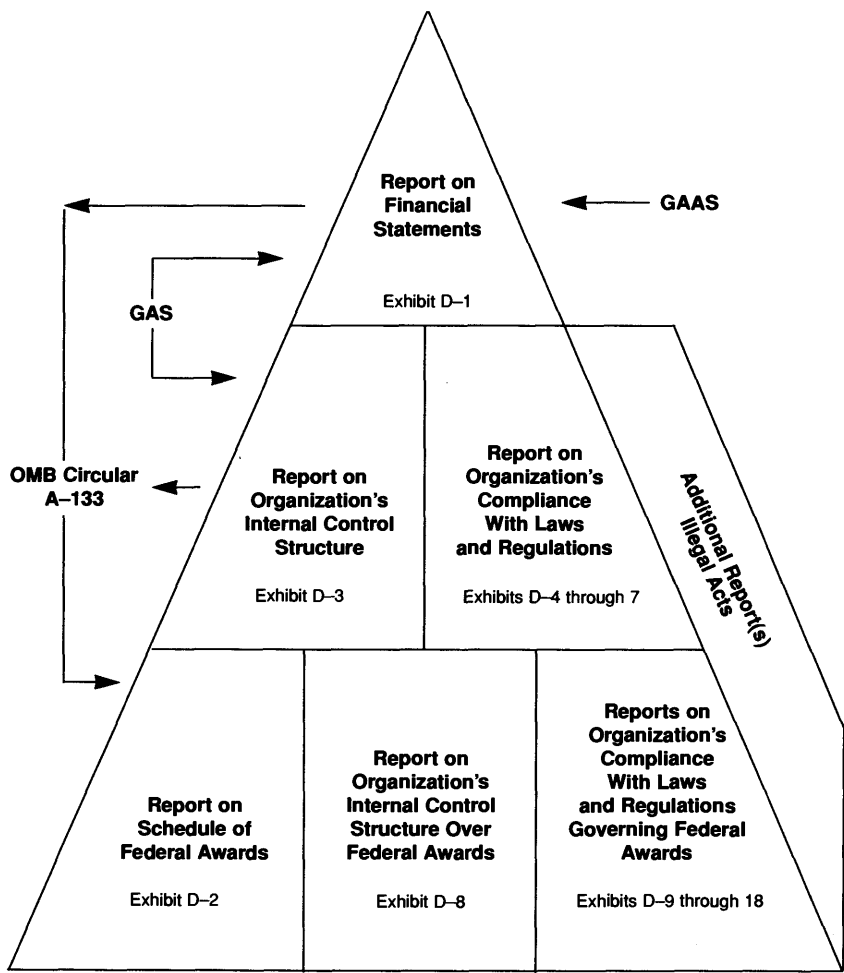 Report on
Financial
Statements
Exhibit D–1
GAAS
GAS
OMB Circular
A–133
Report on
Organization's
Internal Control
Structure
Exhibit D–3
Report on
Organization's
Compliance
With Laws
and Regulations
Exhibits D–4 through 7
Additional Report(s)
Illegal Acts
Report on
Schedule of
Federal Awards
Exhibit D–2
Report on
Organization's
Internal Control
Structure Over
Federal Awards
Exhibit D–8
Reports on
Organization's
Compliance
With Laws
and Regulations
Governing Federal
Awards
Exhibits D–9 through 18